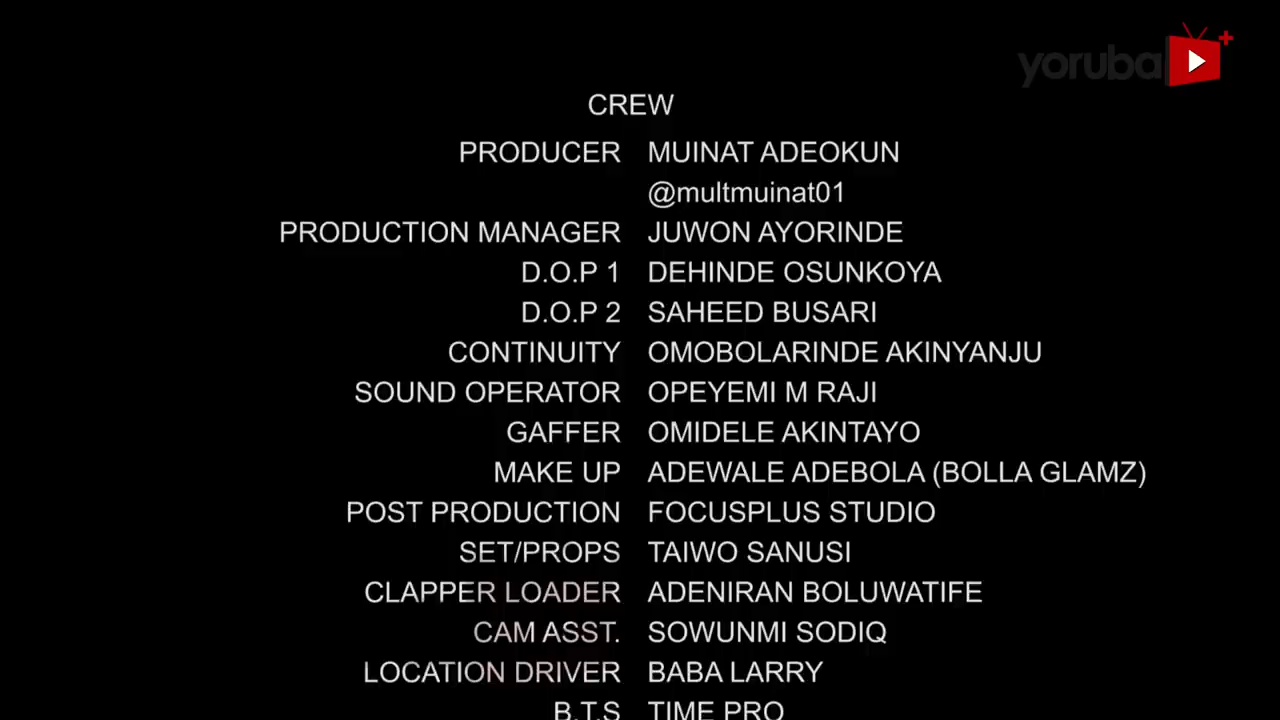 yoruba +
CREW
PRODUCER MUINAT ADEOKUN
@multmuinat01
PRODUCTION MANAGER JUWON AYORINDE
D.O.P 1 DEHINDE OSUNKOYA
D.O.P 2 SAHEED BUSARI
CONTINUITY OMOBOLARINDE AKINYANJU
SOUND OPERATOR OPEYEMI M RAJI
GAFFER OMIDELE AKINTAYO
MAKE UP ADEWALE ADEBOLA (BOLLA GLAMZ)
POST PRODUCTION FOCUSPLUS STUDIO
SET/PROPS TAIWO SANUSI
CLAPPER LOADER ADENIRAN BOLUWATIFE
CAM ASST. SOWUNMI SODIQ
LOCATION DRIVER BABA LARRY
B.T.S TIME PRO